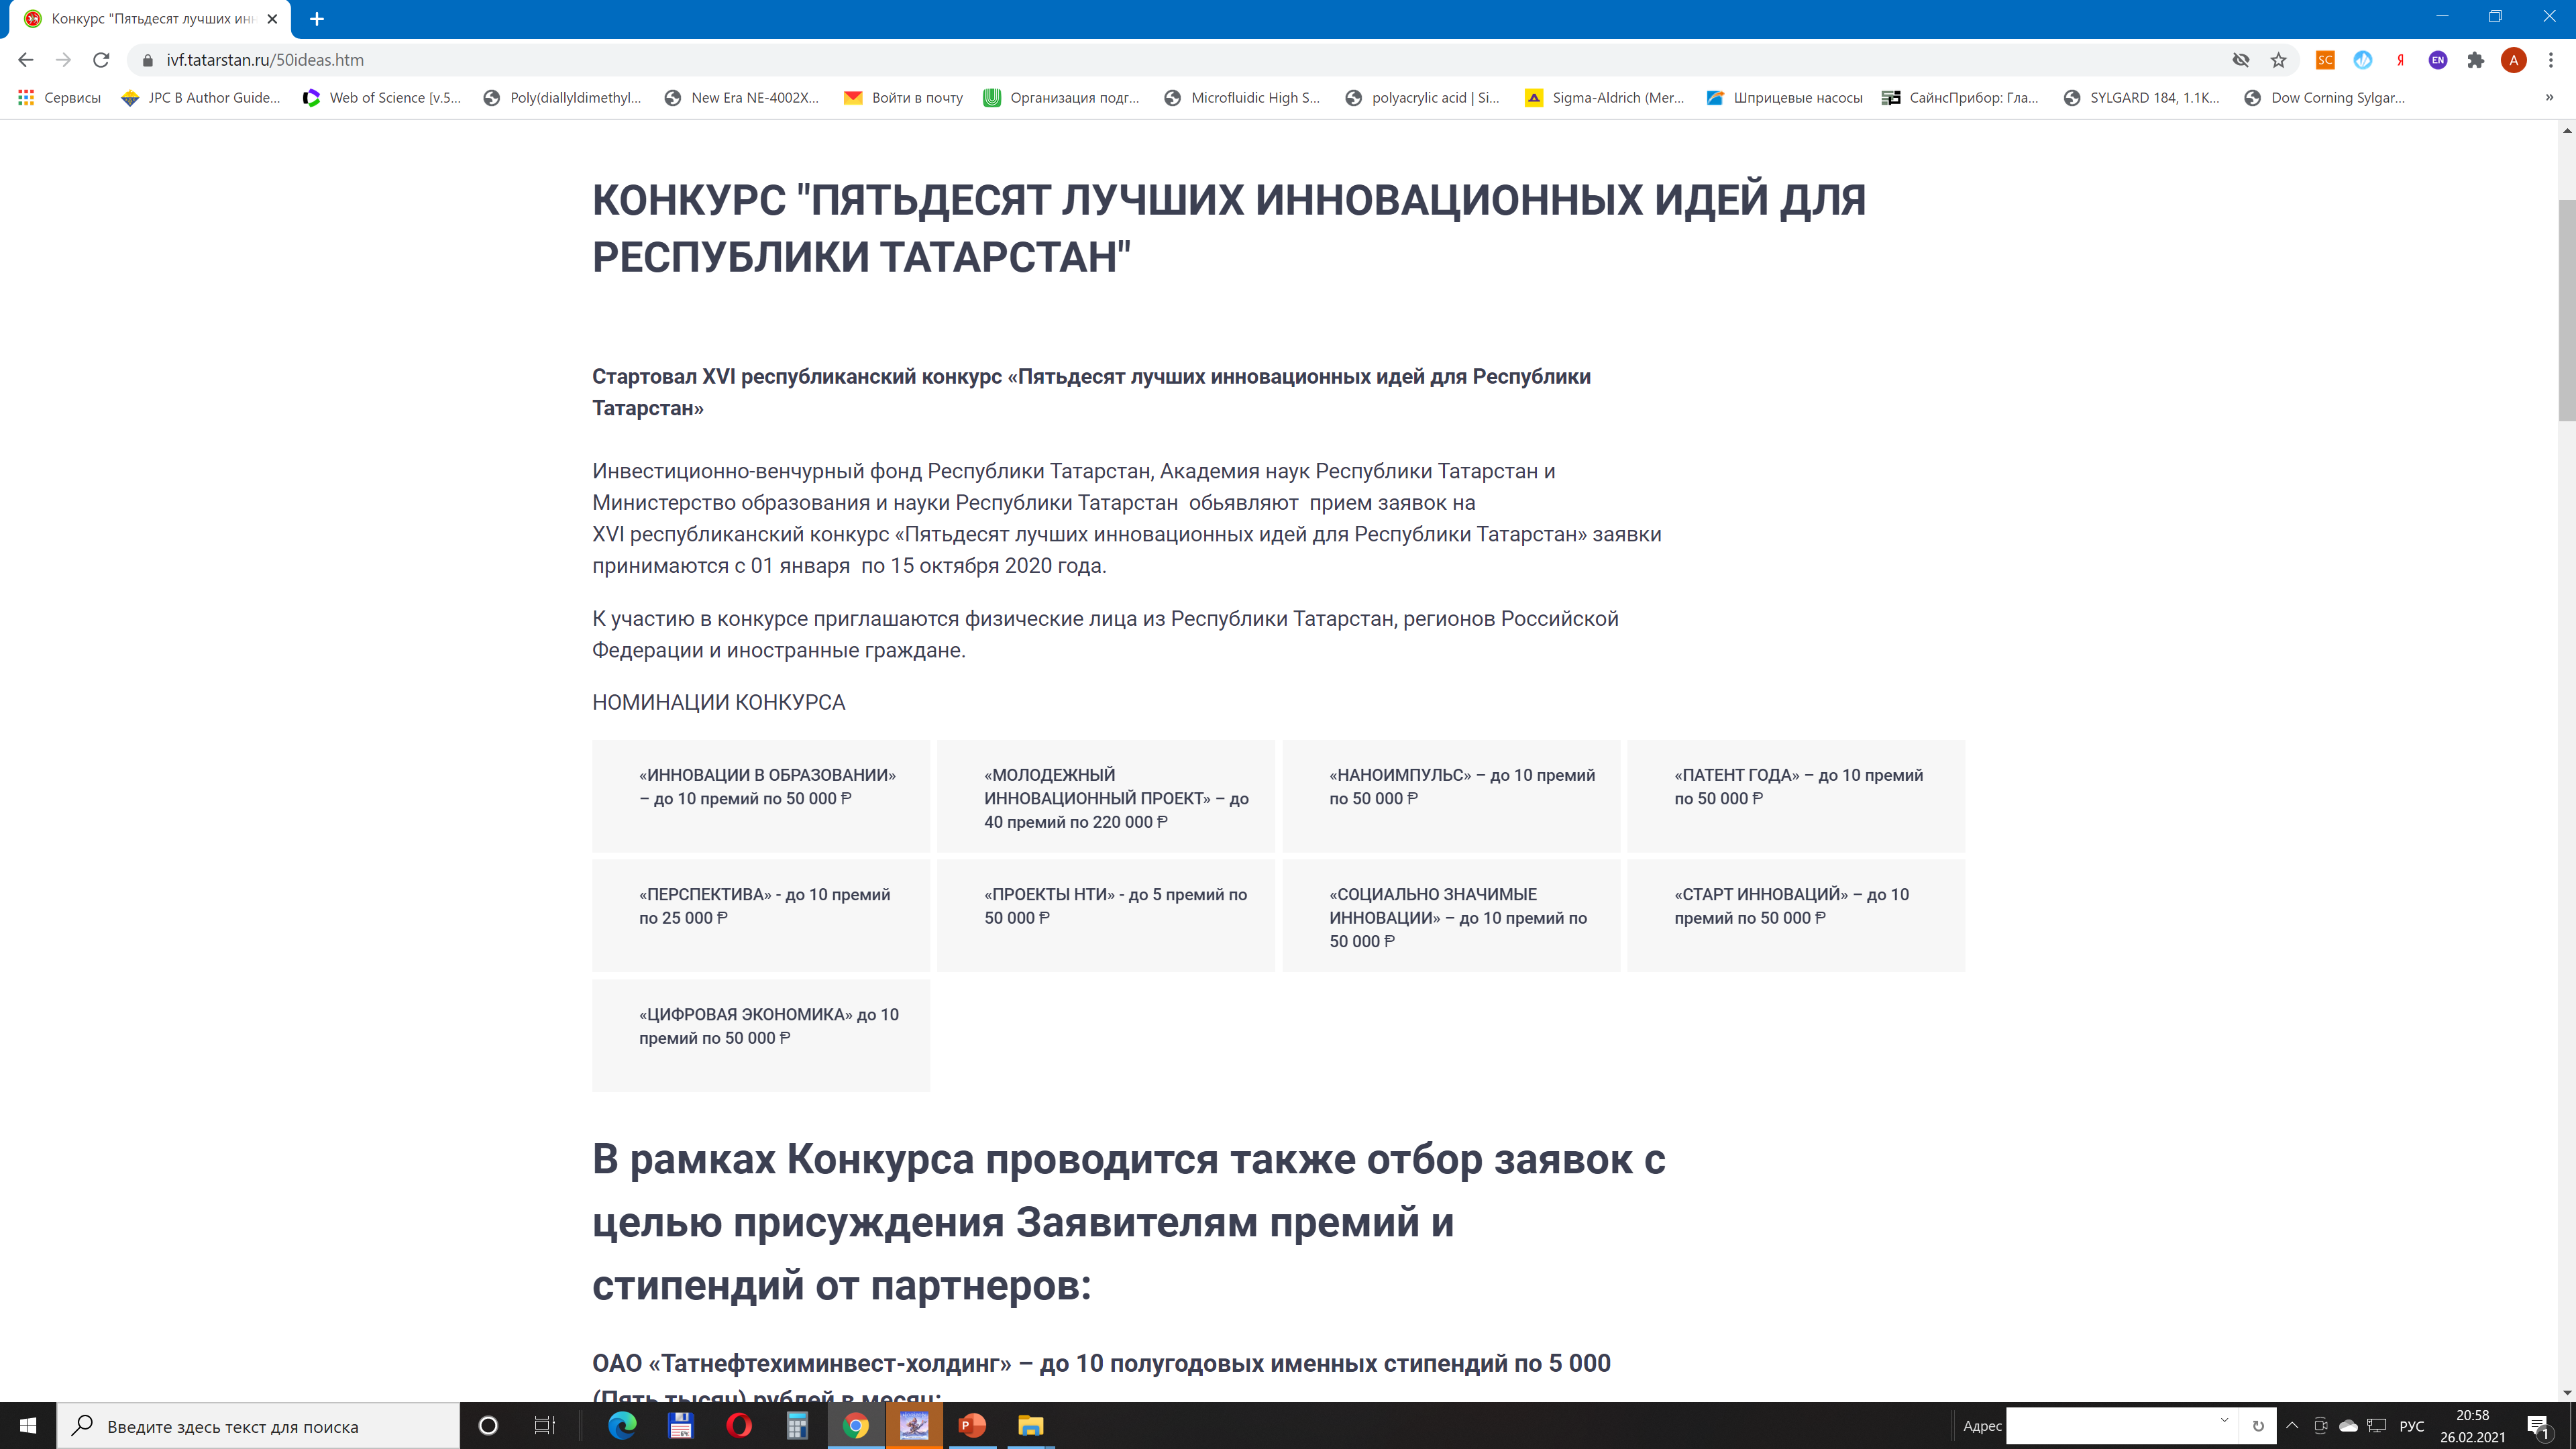 Конкурс "Пятьдесят лучших инн
ivf.tatarstan.ru/50ideas.htm
SC
Я
EN
A
Сервисы
JPC B Author Guide...
Web of Science [v.5...
Poly(diallyldimethyl...
New Era NE-4002X...
Войти в почту
Организация подг...
Microfluidic High S...
polyacrylic acid | Si...
Sigma-Aldrich (Mer...
Шприцевые насосы
СайнсПрибор: Гла...
SYLGARD 184, 1.1K...
Dow Corning Sylgar...
»
КОНКУРС "ПЯТЬДЕСЯТ ЛУЧШИХ ИННОВАЦИОННЫХ ИДЕЙ ДЛЯ
РЕСПУБЛИКИ ТАТАРСТАН"
Стартовал XVI республиканский конкурс «Пятьдесят лучших инновационных идей для Республики
Татарстан»
Инвестиционно-венчурный фонд Республики Татарстан, Академия наук Республики Татарстан и
Министерство образования и науки Республики Татарстан  обьявляют  прием заявок на
XVI республиканский конкурс «Пятьдесят лучших инновационных идей для Республики Татарстан» заявки
принимаются с 01 января  по 15 октября 2020 года.
К участию в конкурсе приглашаются физические лица из Республики Татарстан, регионов Российской
Федерации и иностранные граждане.
НОМИНАЦИИ КОНКУРСА
«ИННОВАЦИИ В ОБРАЗОВАНИИ»
– до 10 премий по 50 000 ₽
«МОЛОДЕЖНЫЙ
ИННОВАЦИОННЫЙ ПРОЕКТ» – до
40 премий по 220 000 ₽
«НАНОИМПУЛЬС» – до 10 премий
по 50 000 ₽
«ПАТЕНТ ГОДА» – до 10 премий
по 50 000 ₽
«ПЕРСПЕКТИВА» - до 10 премий
по 25 000 ₽
«ПРОЕКТЫ НТИ» - до 5 премий по
50 000 ₽
«СОЦИАЛЬНО ЗНАЧИМЫЕ
ИННОВАЦИИ» – до 10 премий по
50 000 ₽
«СТАРТ ИННОВАЦИЙ» – до 10
премий по 50 000 ₽
«ЦИФРОВАЯ ЭКОНОМИКА» до 10
премий по 50 000 ₽
В рамках Конкурса проводится также отбор заявок с
целью присуждения Заявителям премий и
стипендий от партнеров:
ОАО «Татнефтехиминвест-холдинг» – до 10 полугодовых именных стипендий по 5 000
(Пять тысяч) рублей в месяц;
Введите здесь текст для поиска
Адрес
РУС
20:58
26.02.2021
1